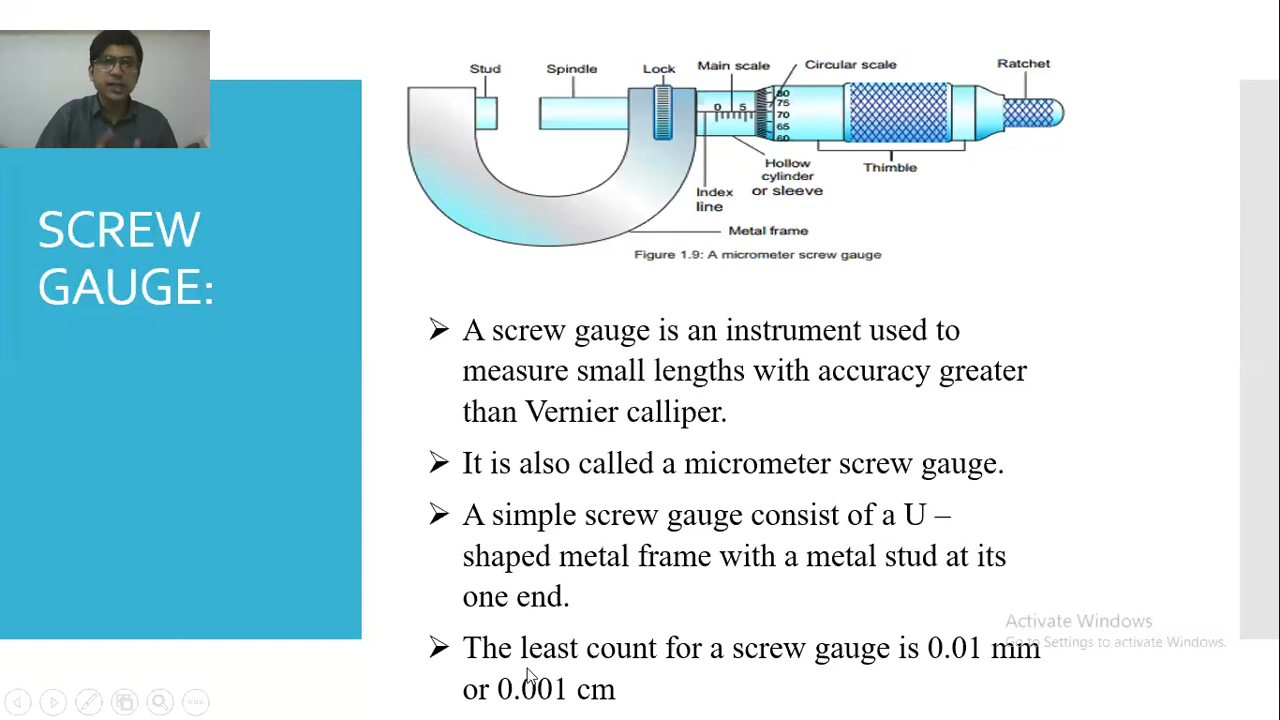 Stud
Spindle
Lock
Main scale
Circular scale
Ratchet
0 5
80
75
70
65
60
Thimble
Hollow
cylinder
or sleeve
Index
line
Metal frame
Figure 1.9: A micrometer screw gauge
SCREW
GAUGE:
➢ A screw gauge is an instrument used to
measure small lengths with accuracy greater
than Vernier calliper.
➢ It is also called a micrometer screw gauge.
➢ A simple screw gauge consist of a U –
shaped metal frame with a metal stud at its
one end.
➢ The least count for a screw gauge is 0.01 mm
or 0.001 cm
Activate Windows
Go to Settings to activate Windows.